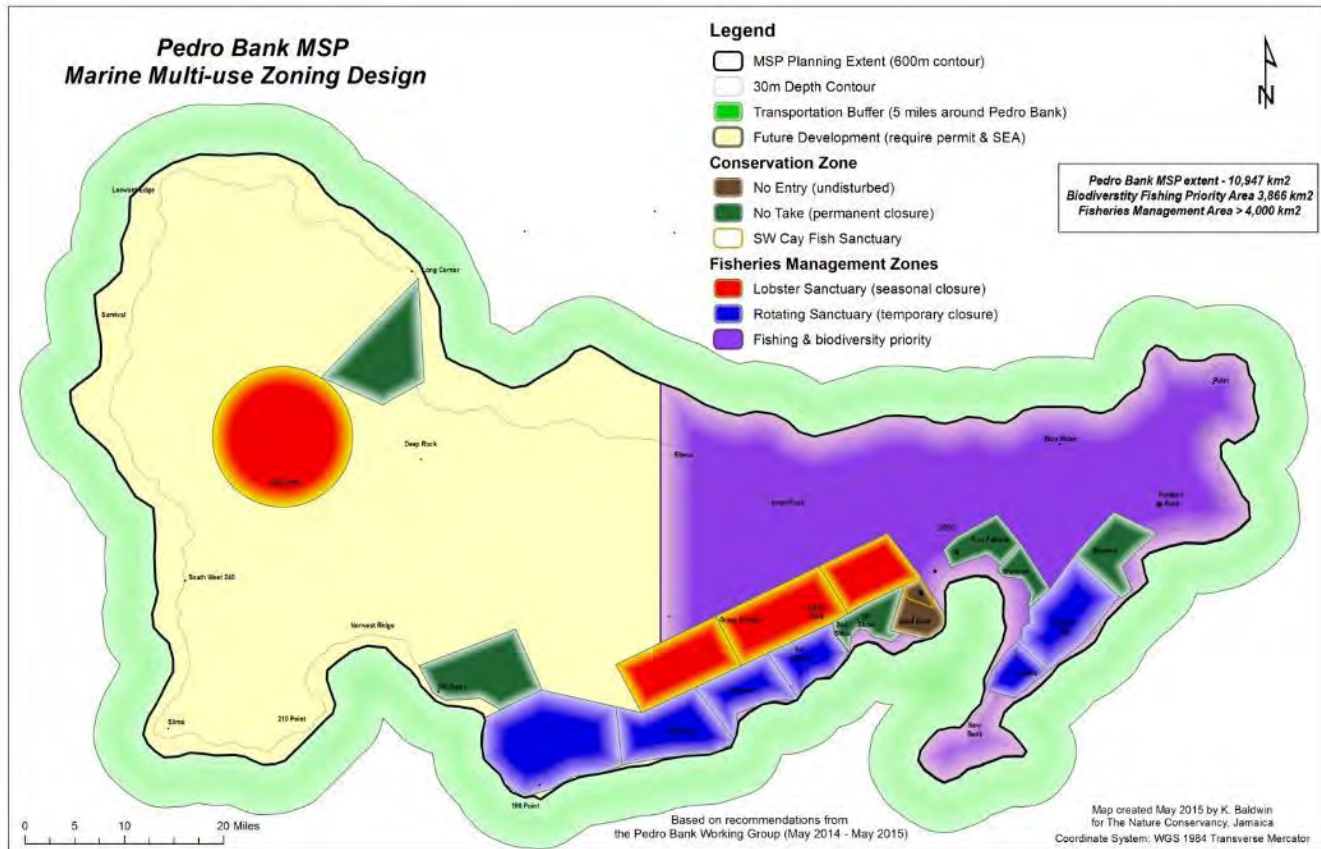 Pedro Bank MSP
Marine Multi-use Zoning Design
Legend
MSP Planning Extent (600m contour)
30m Depth Contour
Transportation Buffer (5 miles around Pedro Bank)
Future Development (require permit & SEA)
Conservation Zone
No Entry (undisturbed)
No Take (permanent closure)
SW Cay Fish Sanctuary
Fisheries Management Zones
Lobster Sanctuary (seasonal closure)
Rotating Sanctuary (temporary closure)
Fishing & biodiversity priority
N
Pedro Bank MSP extent - 10,947 km2
Biodiverstity Fishing Priority Area 3,866 km2
Fisheries Management Area > 4,000 km2
Long Corner
Deep Rock
South West 240
Norwest Ridge
210 Point
New
Bank
0 5 10 20 Miles
Based on recommendations from
the Pedro Bank Working Group (May 2014 - May 2015)
Map created May 2015 by K. Baldwin
for The Nature Conservancy, Jamaica
Coordinate System: WGS 1984 Transverse Mercator